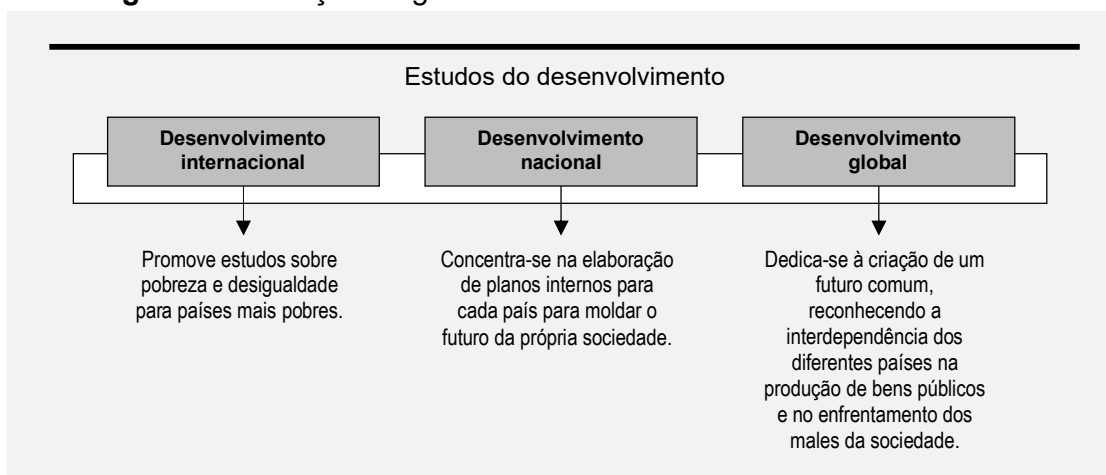 Estudos do desenvolvimento
Desenvolvimento
internacional
Desenvolvimento
nacional
Desenvolvimento
global
Promove estudos sobre
pobreza e desigualdade
para países mais pobres.
Concentra-se na elaboração
de planos internos para
cada país para moldar o
futuro da própria sociedade.
Dedica-se à criação de um
futuro comum,
reconhecendo a
interdependência dos
diferentes países na
produção de bens públicos
e no enfrentamento dos
males da sociedade.